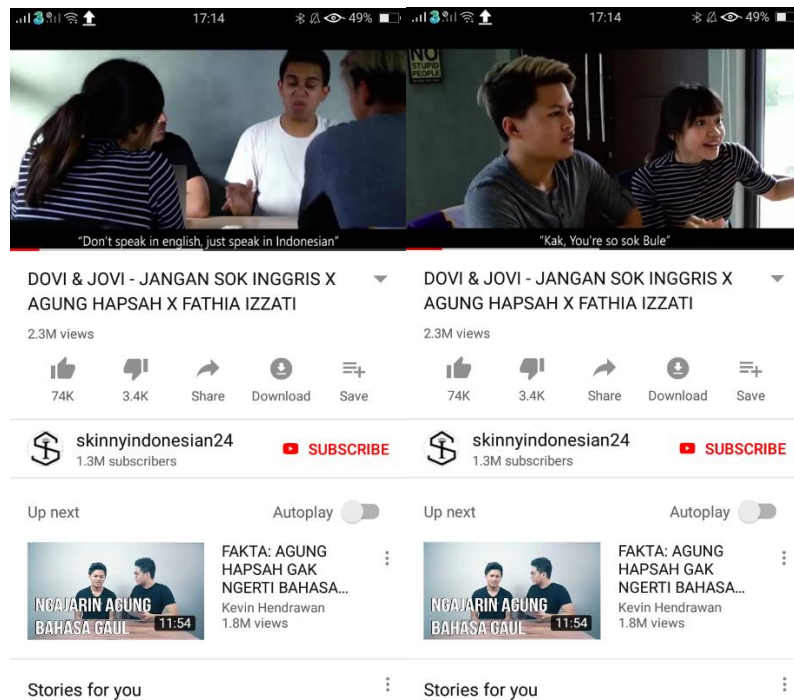 17:14
49%
"Don't speak in english, just speak in Indonesian"
DOVI & JOVI - JANGAN SOK INGGRIS X
AGUNG HAPSAH X FATHIA IZZATI
2.3M views
74K
3.4K
Share
Download
Save
skinnyindonesian24
1.3M subscribers
SUBSCRIBE
Up next
Autoplay
NGAJARIN AGUNG
BAHASA GAUL
11:54
FAKTA: AGUNG
HAPSAH GAK
NGERTI BAHASA...
Kevin Hendrawan
1.8M views
Stories for you
3
17:14
49%
NO
STUPID
PEOPLE
"Kak, You're so sok Bule"
DOVI & JOVI - JANGAN SOK INGGRIS X
AGUNG HAPSAH X FATHIA IZZATI
2.3M views
74K
3.4K
Share
Download
Save
skinnyindonesian24
1.3M subscribers
SUBSCRIBE
Up next
Autoplay
NGAJARIN AGUNG
BAHASA GAUL
11:54
FAKTA: AGUNG
HAPSAH GAK
NGERTI BAHASA...
Kevin Hendrawan
1.8M views
Stories for you